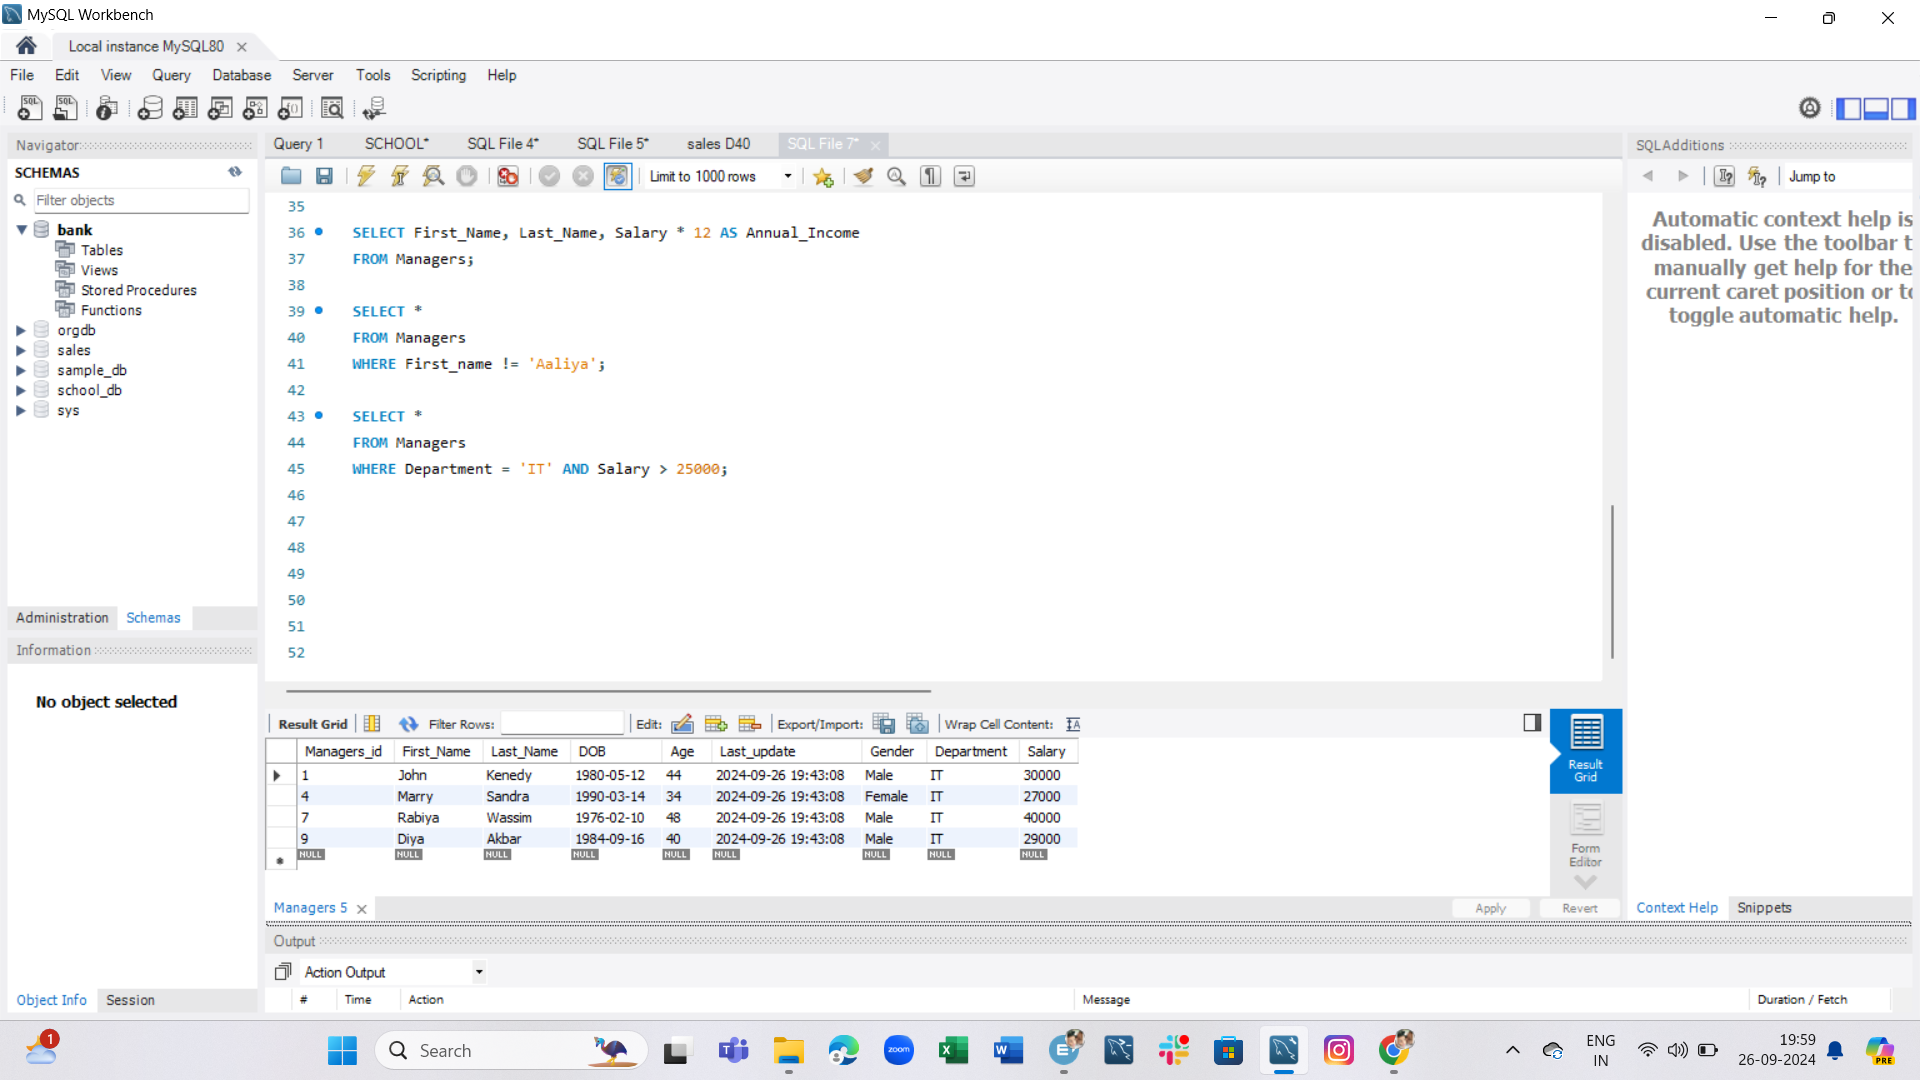 MySQL Workbench
Local instance MySQL80
File Edit View Query Database Server Tools Scripting Help
Navigator
SCHEMAS
Filter objects
bank
Tables
Views
Stored Procedures
Functions
orgdb
sales
sample_db
school_db
sys
Administration Schemas
Information
No object selected
Object Info Session
Query 1 SCHOOL* SQL File 4* SQL File 5* sales D40 SQL File 7*
Limit to 1000 rows
35
36 SELECT First_Name, Last_Name, Salary * 12 AS Annual_Income
37 FROM Managers;
38
39 SELECT *
40 FROM Managers
41 WHERE First_name != 'Aaliya';
42
43 SELECT *
44 FROM Managers
45 WHERE Department = 'IT' AND Salary > 25000;
46
47
48
49
50
51
52
Result Grid Filter Rows: Edit: Export/Import: Wrap Cell Content:
Managers_id First_Name Last_Name DOB Age Last_update Gender Department Salary
1 John Kenedy 1980-05-12 44 2024-09-26 19:43:08 Male IT 30000
4 Marry Sandra 1990-03-14 34 2024-09-26 19:43:08 Female IT 27000
7 Rabiya Wassim 1976-02-10 48 2024-09-26 19:43:08 Male IT 40000
9 Diya Akbar 1984-09-16 40 2024-09-26 19:43:08 Male IT 29000
NULL NULL NULL NULL NULL NULL NULL NULL NULL
Result
Grid
Form
Editor
Managers 5
Apply Revert
Output
Action Output
# Time Action Message Duration / Fetch
SQLAdditions
Jump to
Automatic context help is
disabled. Use the toolbar t
manually get help for the
current caret position or to
toggle automatic help.
Context Help Snippets
1
Search
zoom
ENG
IN
19:59
26-09-2024
PRE